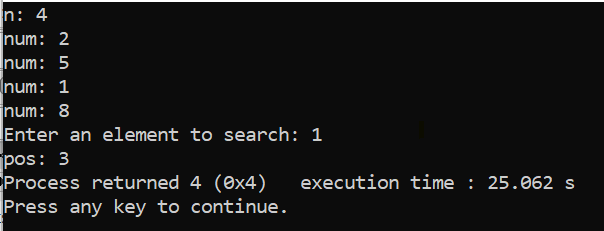 n: 4
num: 2
num: 5
num: 1
num: 8
Enter an element to search: 1
pos: 3
Process returned 4 (0x4)   execution time : 25.062 s
Press any key to continue.